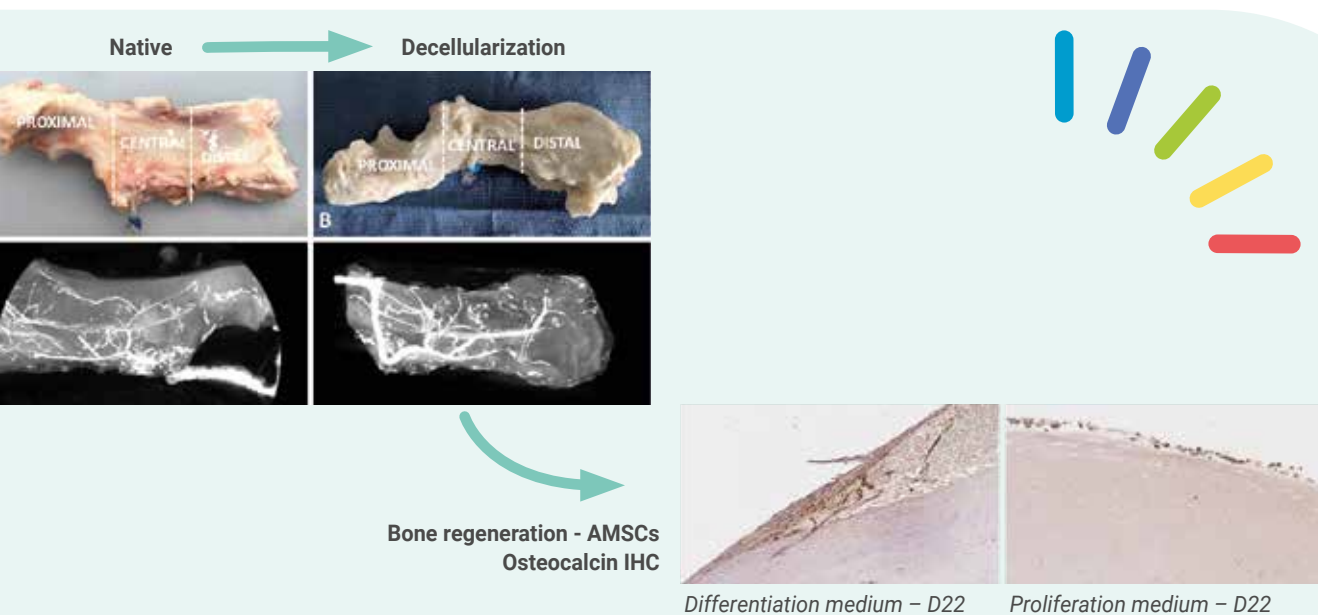 Native
Decellularization
PROXIMAL
CENTRAL
DISTAL
PROXIMAL
CENTRAL
DISTAL
B
Bone regeneration - AMSCs
Osteocalcin IHC
Differentiation medium – D22
Proliferation medium – D22